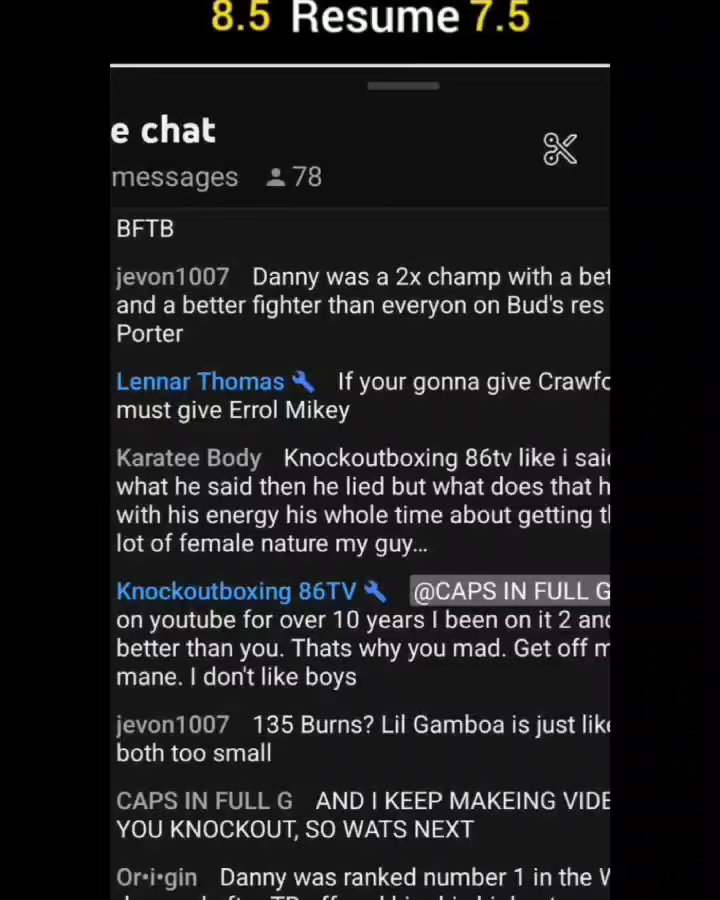 8.5 Resume 7.5
e chat
messages 78
BFTB
jevon1007 Danny was a 2x champ with a bet
and a better fighter than everyon on Bud's res
Porter
Lennar Thomas If your gonna give Crawfo
must give Errol Mikey
Karatee Body Knockoutboxing 86tv like i sai
what he said then he lied but what does that h
with his energy his whole time about getting t
lot of female nature my guy...
Knockoutboxing 86TV @CAPS IN FULL G
on youtube for over 10 years I been on it 2 and
better than you. Thats why you mad. Get off m
mane. I don't like boys
jevon1007 135 Burns? Lil Gamboa is just like
both too small
CAPS IN FULL G AND I KEEP MAKEING VIDE
YOU KNOCKOUT, SO WATS NEXT
Or•i•gin Danny was ranked number 1 in the W